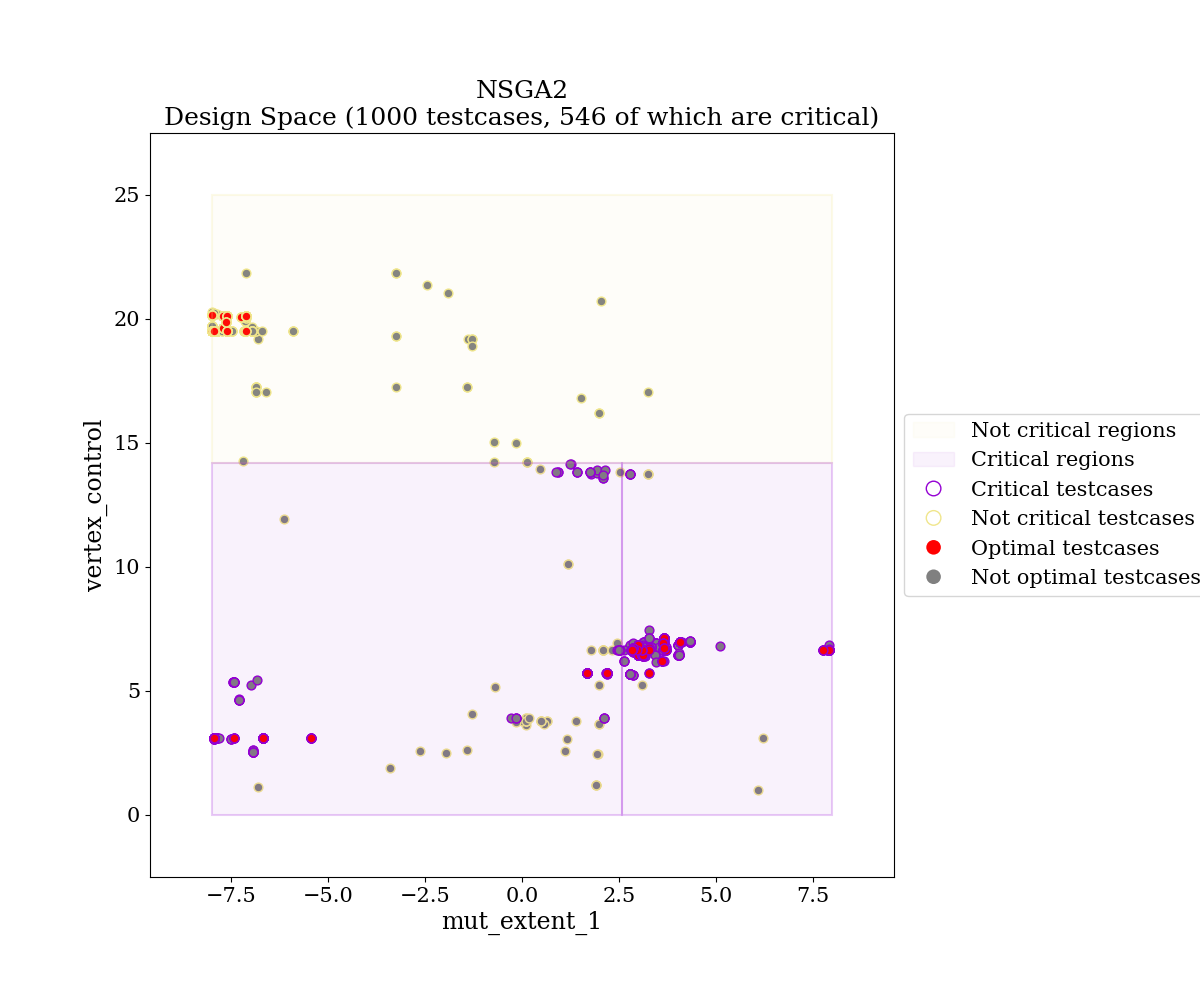 NSGA2
Design Space (1000 testcases, 546 of which are critical)
25
20
15
10
5
0
vertex_control
−7.5
−5.0
−2.5
0.0
2.5
5.0
7.5
mut_extent_1
Not critical regions
Critical regions
Critical testcases
Not critical testcases
Optimal testcases
Not optimal testcases